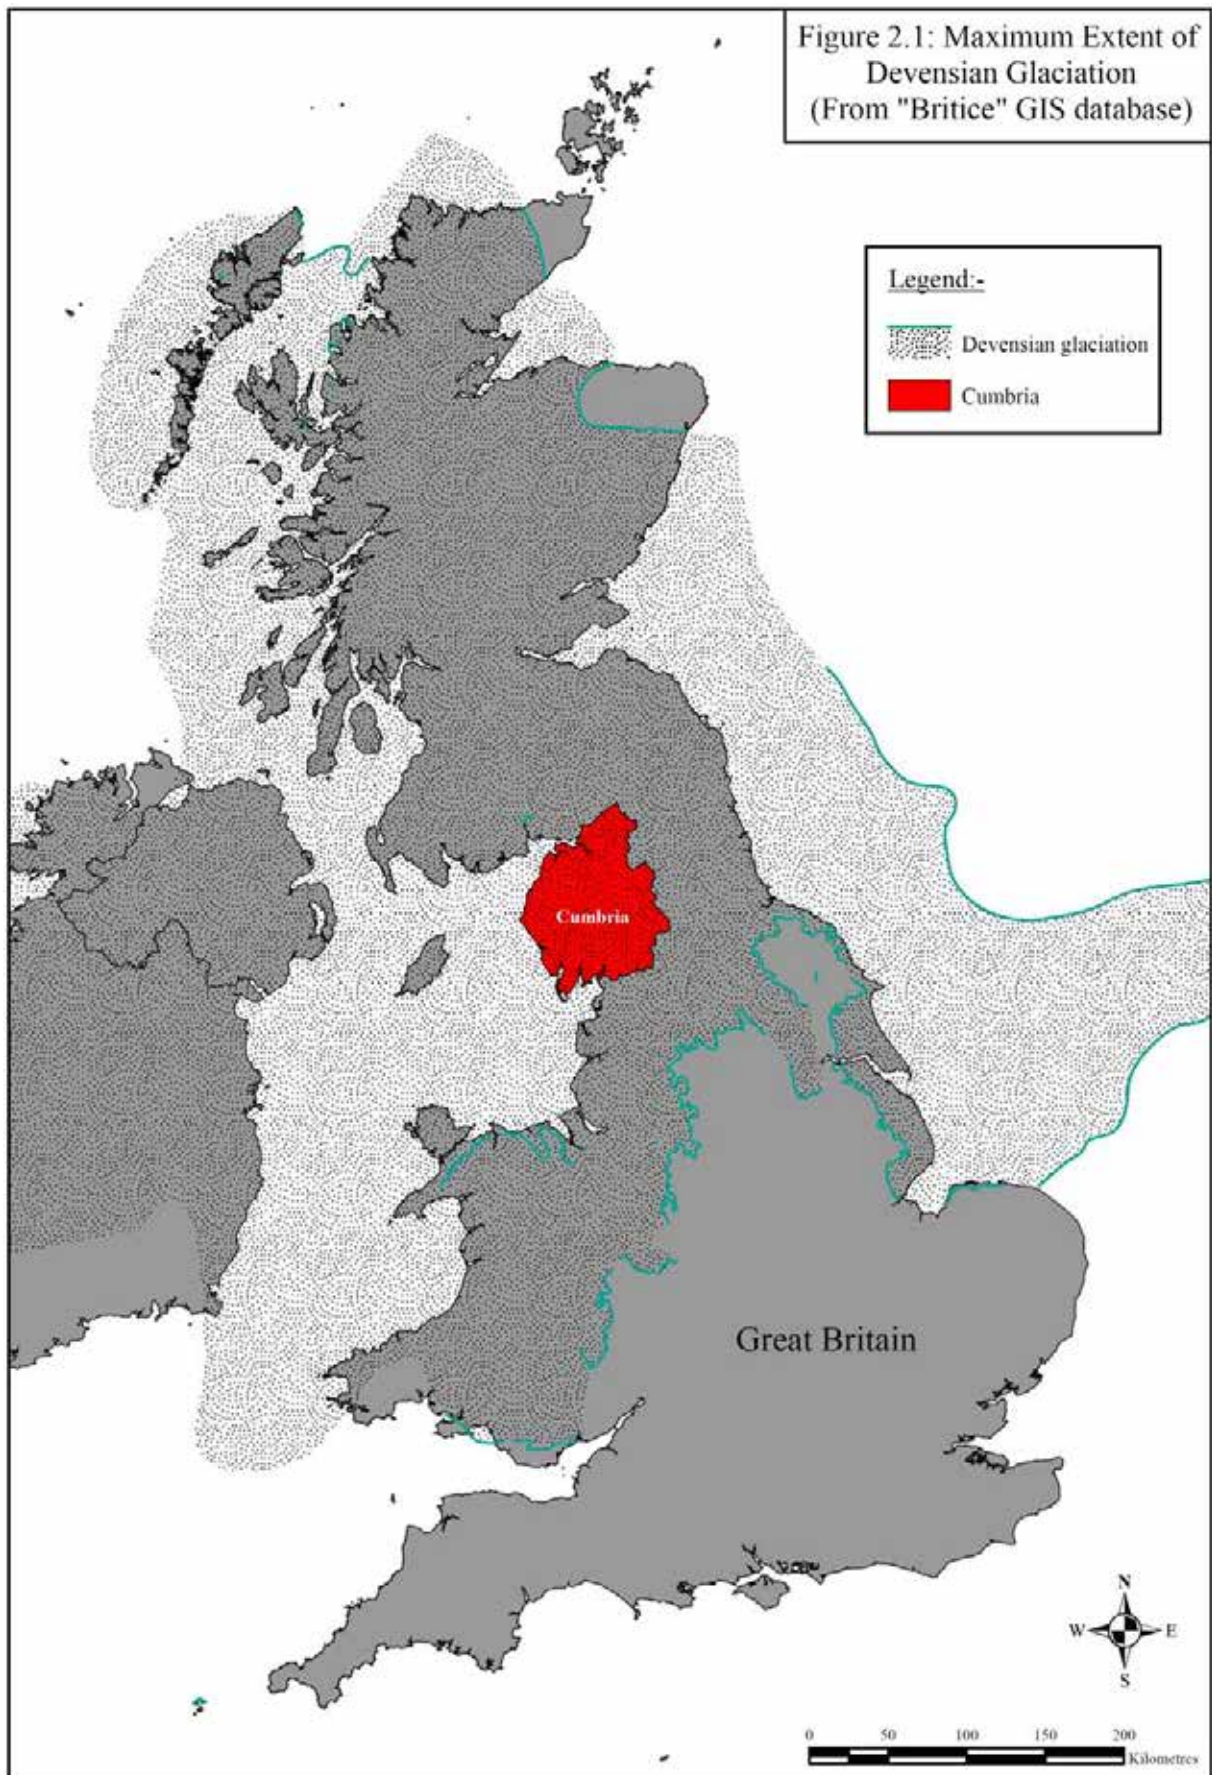 Figure 2.1: Maximum Extent of
Devensian Glaciation
(From "Britice" GIS database)
Legend:-
Devensian glaciation
Cumbria
Cumbria
Great Britain
N
W E
S
0 50 100 150 200
Kilometres